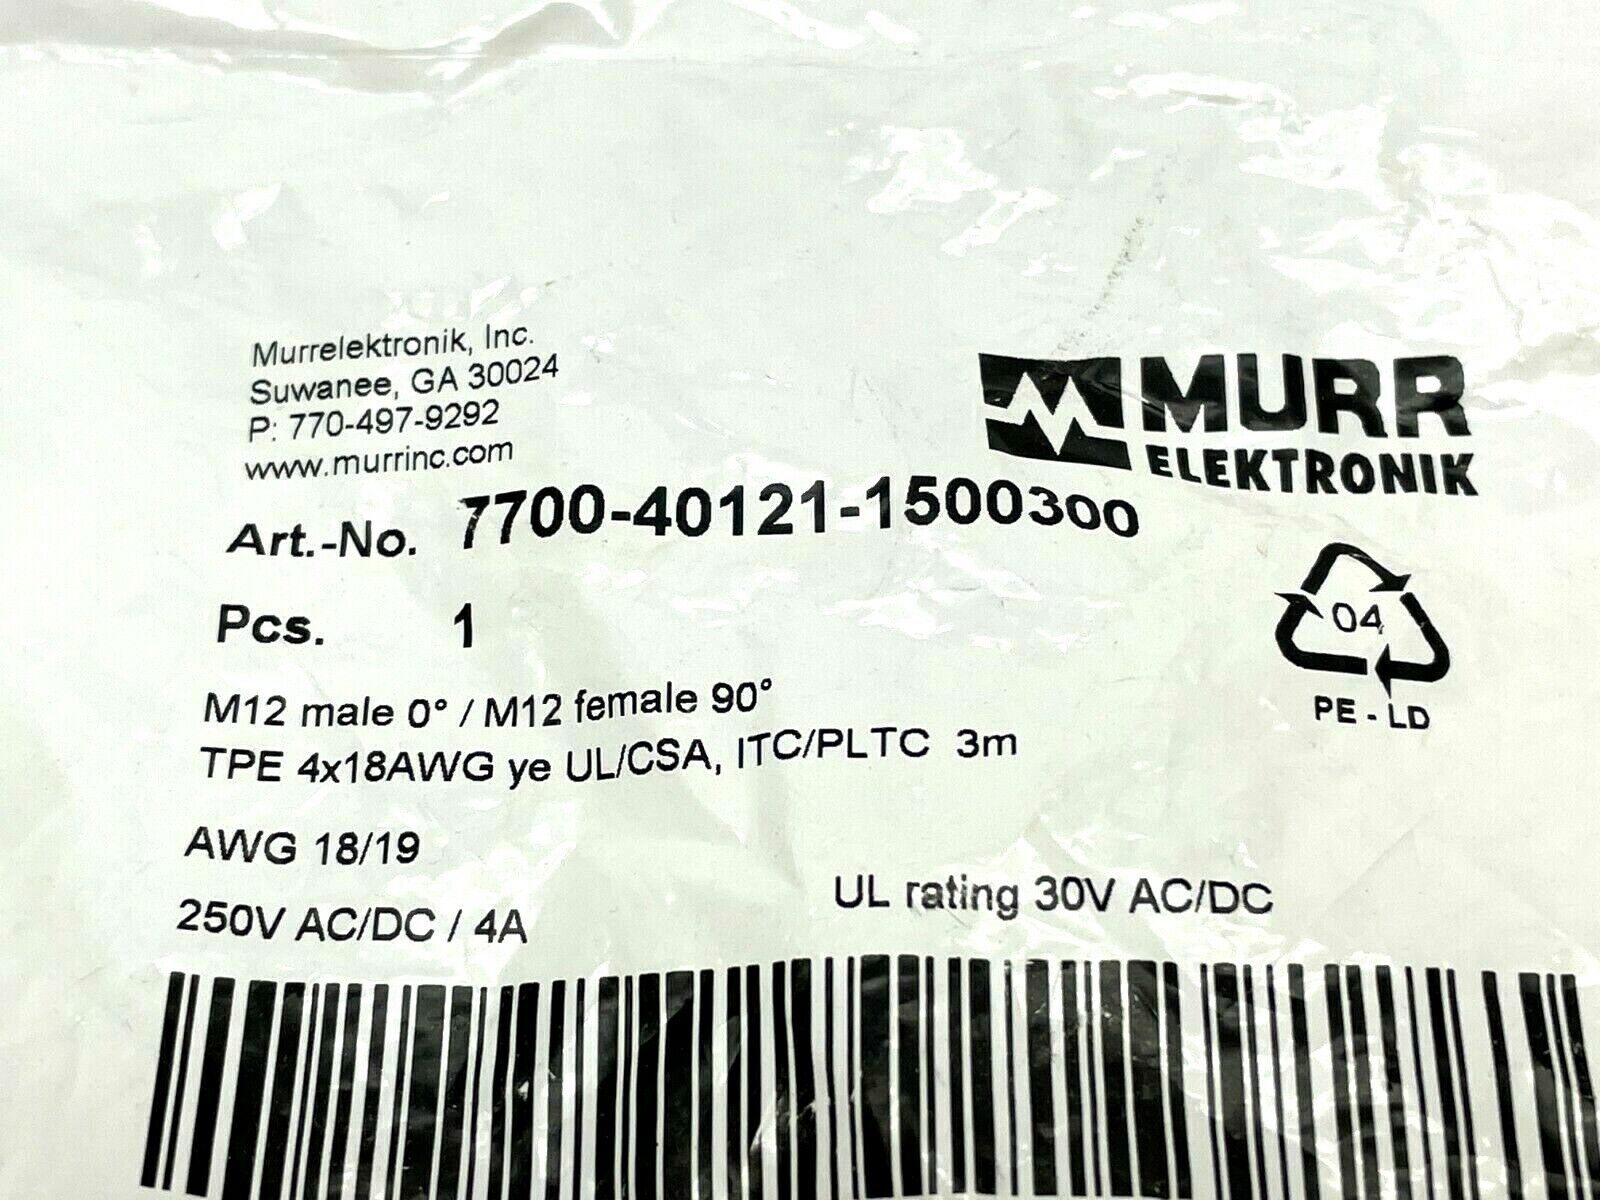 Murrelektronik, Inc.
Suwanee, GA 30024
P: 770-497-9292
www.murrinc.com
MURR
ELEKTRONIK
Art.-No. 7700-40121-1500300
Pcs. 1
04
PE - LD
M12 male 0° / M12 female 90°
TPE 4x18AWG ye UL/CSA, ITC/PLTC 3m
AWG 18/19
250V AC/DC / 4A
UL rating 30V AC/DC